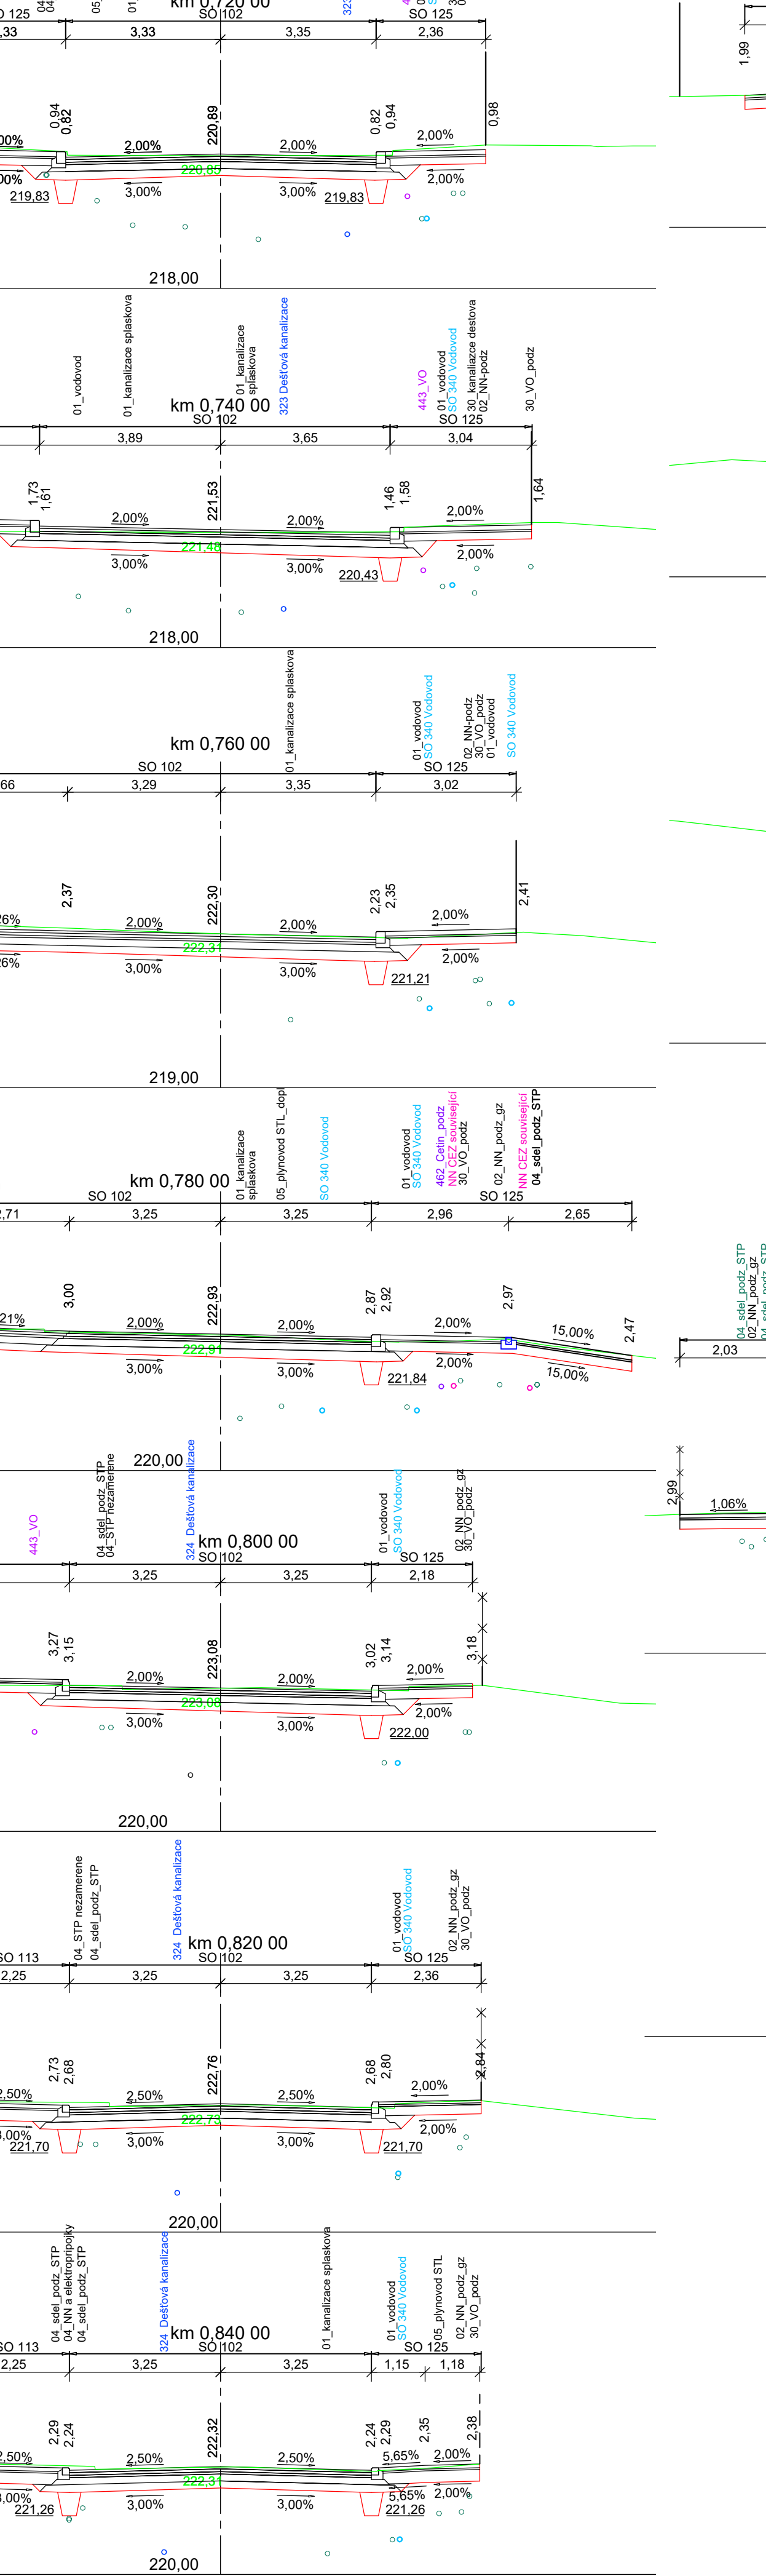 km 0,720 00
SO 125
SO 102
3,33
3,35
2,36
1,99
0,94
0,82
220,89
0,82
0,94
0,98
2,00%
2,00%
2,00%
220,85
219,83
3,00%
3,00%
219,83
2,00%
218,00
01_vodovod
01_kanalizace splaskova
01_kanalizace
splaskova
323 Dešťová kanalizace
443_VO
01_vodovod
SO 340 Vodovod
30_kanaliazce destova
02_NN-podz
30_VO_podz
km 0,740 00
SO 102
SO 125
3,89
3,65
3,04
1,73
1,61
221,53
1,46
1,58
1,64
2,00%
2,00%
2,00%
221,48
3,00%
3,00%
220,43
2,00%
218,00
01_kanalizace splaskova
01_vodovod
SO 340 Vodovod
02_NN-podz
30_VO_podz
01_vodovod
SO 340 Vodovod
km 0,760 00
SO 102
SO 125
66
3,29
3,35
3,02
2,37
222,30
2,23
2,35
2,41
26%
2,00%
2,00%
2,00%
222,31
26%
3,00%
3,00%
221,21
2,00%
219,00
01_kanalizace
splaskova
05_plynovod STL_dopl
SO 340 Vodovod
01_vodovod
SO 340 Vodovod
462_Cetin_podz
NN CEZ související
30_VO_podz
02_NN_podz_gz
NN CEZ související
04_sdel_podz_STP
km 0,780 00
SO 102
SO 125
2,71
3,25
3,25
2,96
2,65
3,00
222,93
2,87
2,92
2,97
2,47
21%
2,00%
2,00%
2,00%
15,00%
222,91
3,00%
3,00%
221,84
2,00%
15,00%
220,00
04_sdel_podz_STP
02_NN_podz_gz
04_sdel_podz_STP
2,03
2,99
1,06%
443_VO
04_sdel_podz_STP
04_STP nezamerene
324 Dešťová kanalizace
01_vodovod
SO 340 Vodovod
02_NN_podz_gz
30_VO_podz
km 0,800 00
SO 102
SO 125
3,25
3,25
2,18
3,27
3,15
223,08
3,02
3,14
3,18
2,00%
2,00%
2,00%
223,08
3,00%
3,00%
222,00
2,00%
220,00
04_STP nezamerene
04_sdel_podz_STP
324 Dešťová kanalizace
01_vodovod
SO 340 Vodovod
02_NN_podz_gz
30_VO_podz
km 0,820 00
SO 113
SO 102
SO 125
2,25
3,25
3,25
2,36
2,73
2,68
222,76
2,68
2,80
2,84
2,50%
2,50%
2,50%
2,00%
222,73
3,00%
221,70
3,00%
3,00%
221,70
2,00%
220,00
04_sdel_podz_STP
04_NN a elektropripojky
04_sdel_podz_STP
324 Dešťová kanalizace
01_kanalizace splaskova
01_vodovod
SO 340 Vodovod
05_plynovod STL
02_NN_podz_gz
30_VO_podz
km 0,840 00
SO 113
SO 102
SO 125
2,25
3,25
3,25
1,15
1,18
2,29
2,24
222,32
2,24
2,29
2,35
2,38
2,50%
2,50%
2,50%
5,65%
2,00%
222,31
3,00%
221,26
3,00%
3,00%
221,26
5,65%
2,00%
220,00